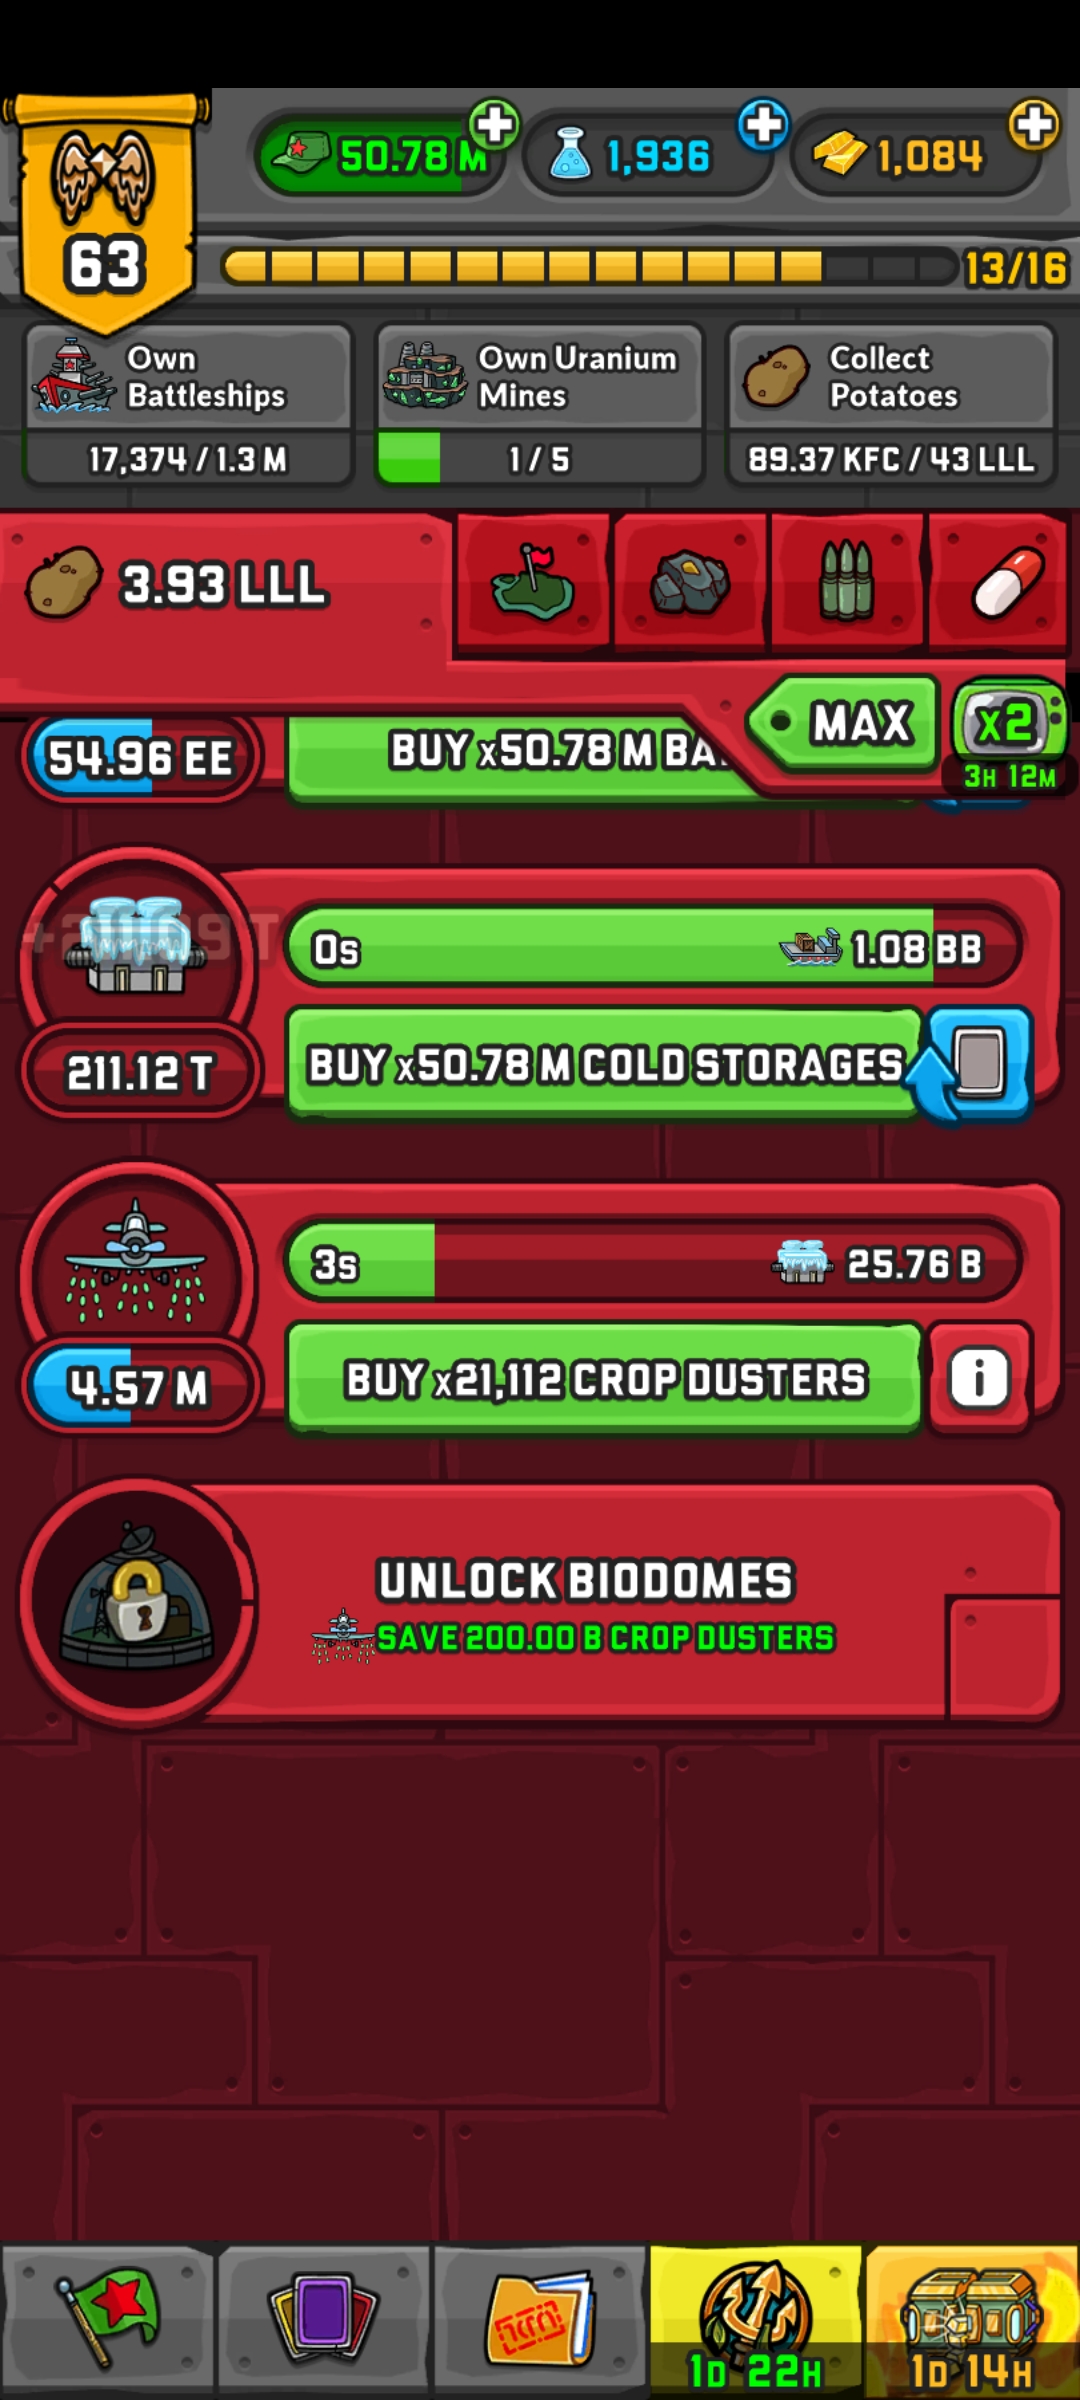 50.78 M
1,936
1,084
63
13/16
Own
Battleships
17,374 / 1.3 M
Own Uranium
Mines
1 / 5
Collect
Potatoes
89.37 KFC / 43 LLL
3.93 LLL
MAX
x2
3H 12M
54.96 EE
BUY x50.78 M BA
0s
1.08 BB
211.12 T
BUY x50.78 M COLD STORAGES
3s
25.76 B
4.57 M
BUY x21,112 CROP DUSTERS
i
UNLOCK BIODOMES
SAVE 200.00 B CROP DUSTERS
1D 22H
1D 14H